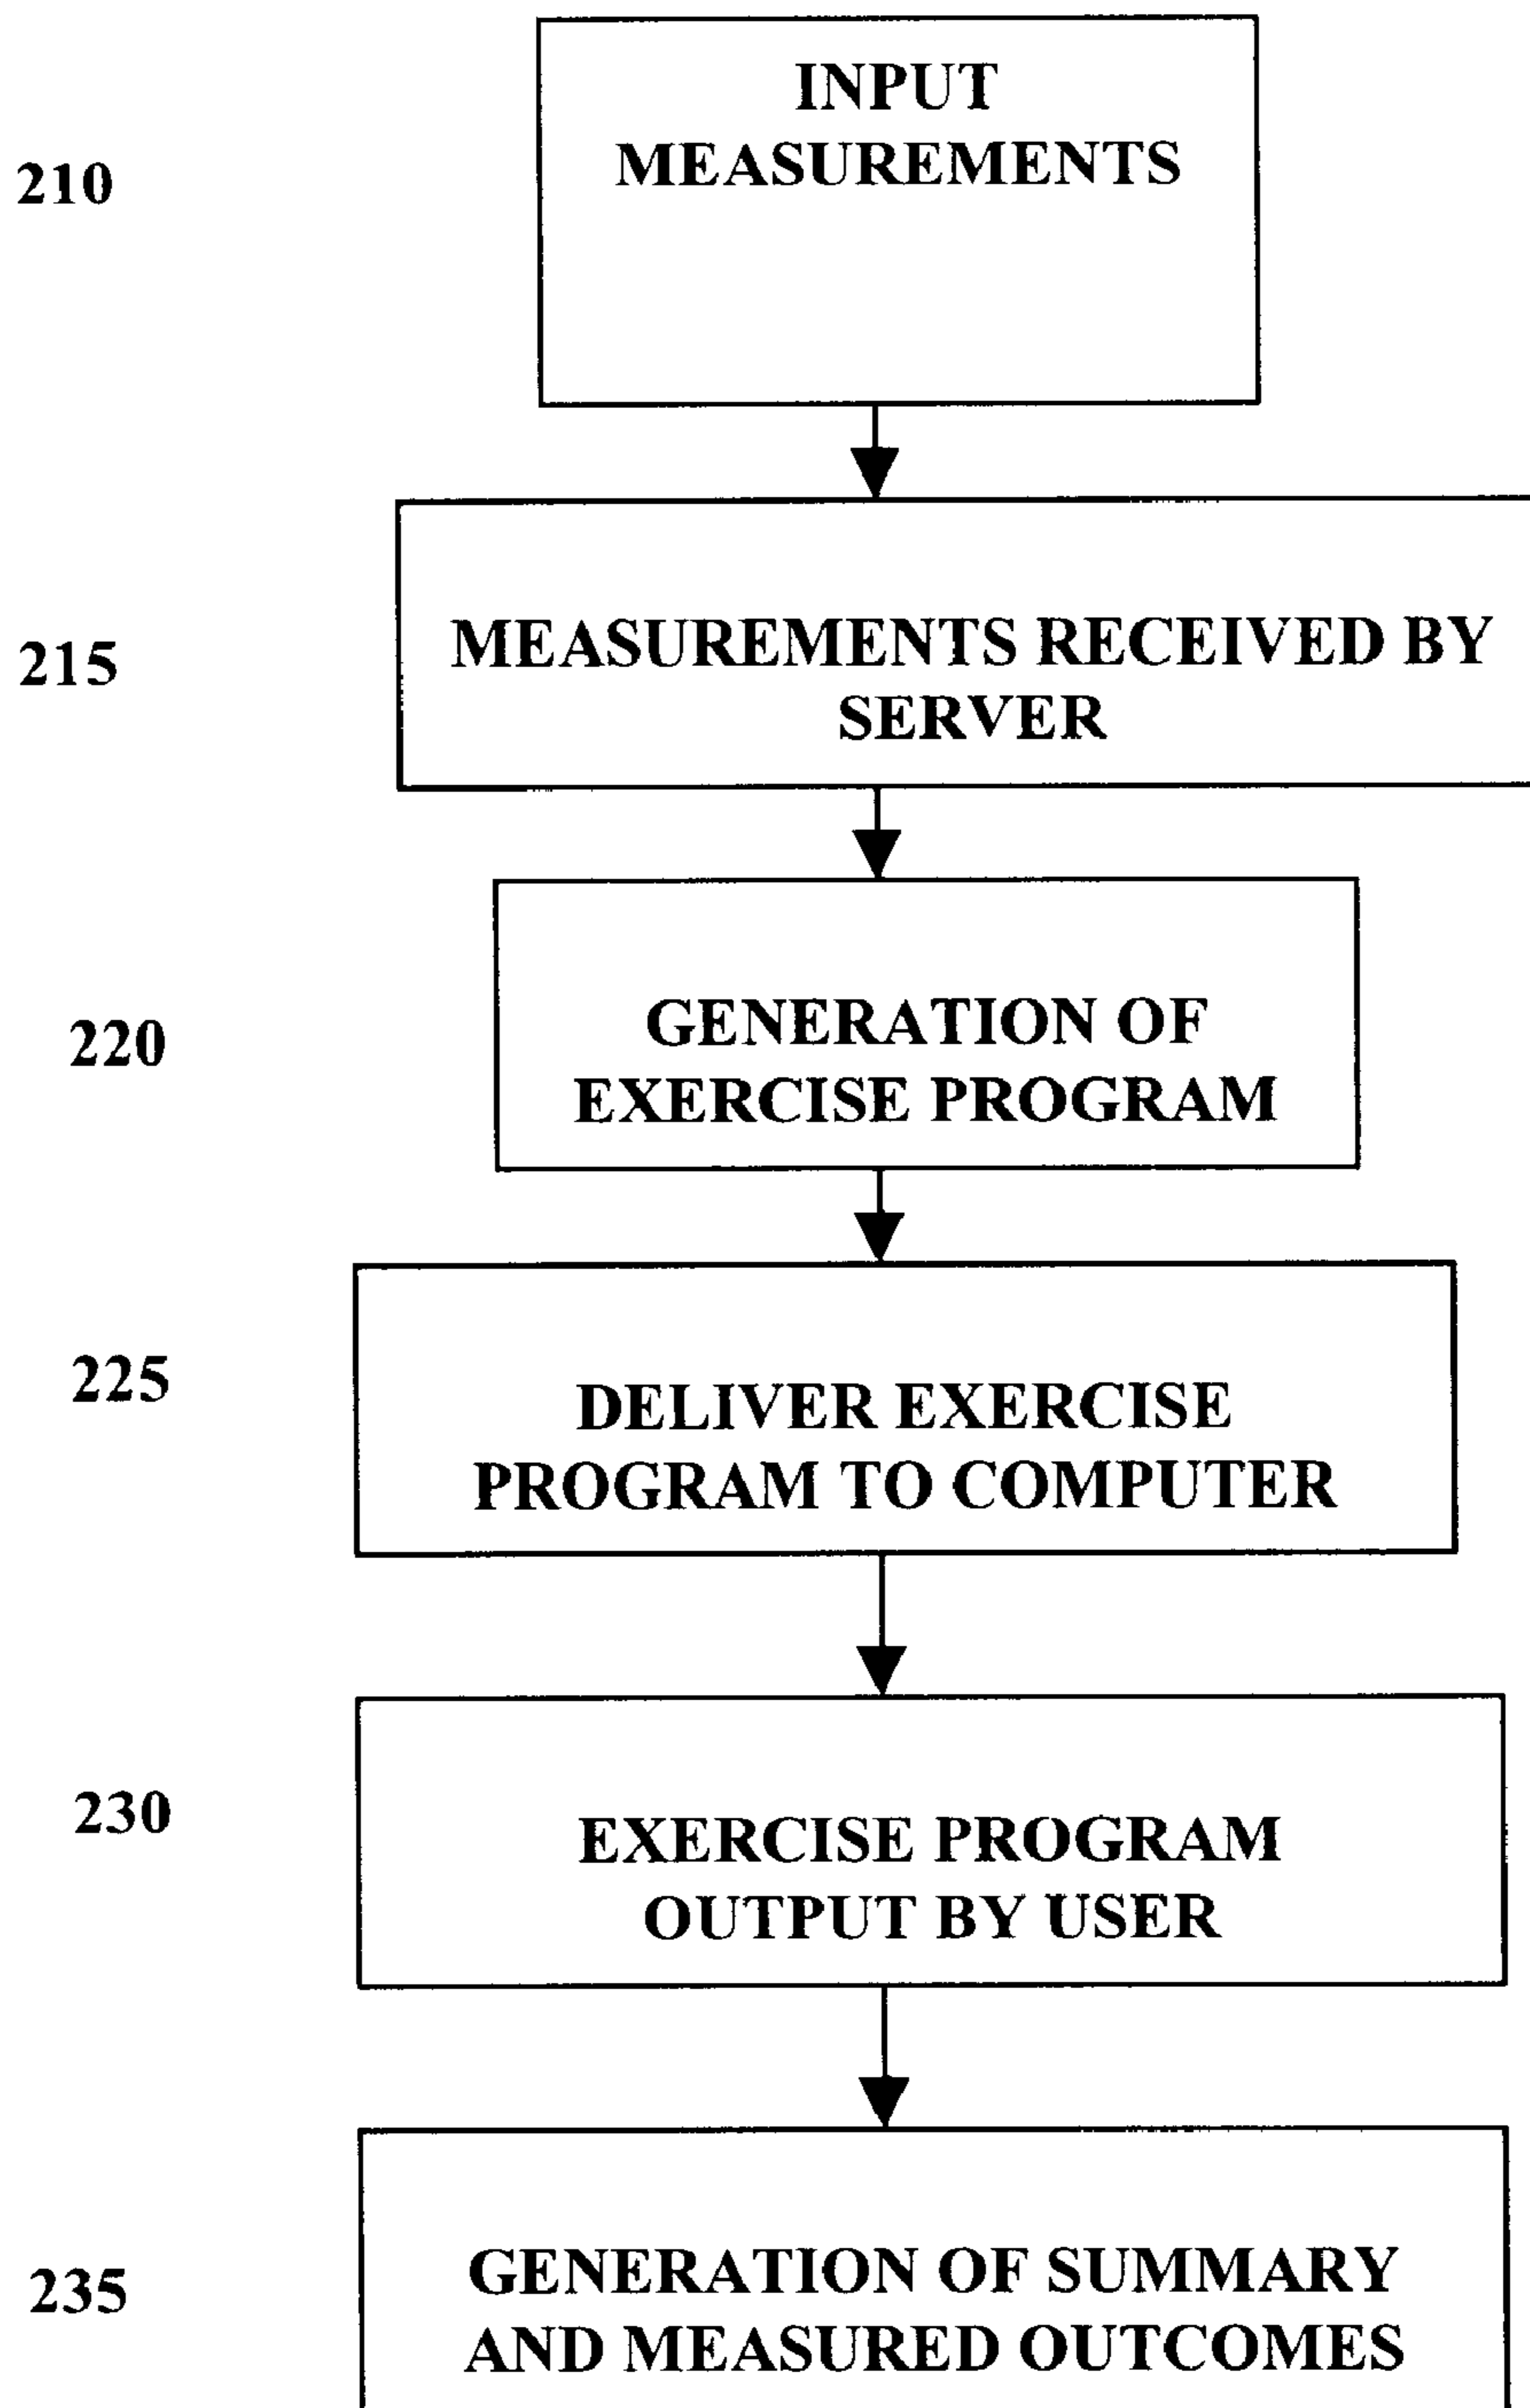 INPUT
MEASUREMENTS
210
MEASUREMENTS RECEIVED BY
SERVER
215
GENERATION OF
EXERCISE PROGRAM
220
DELIVER EXERCISE
PROGRAM TO COMPUTER
225
EXERCISE PROGRAM
OUTPUT BY USER
230
GENERATION OF SUMMARY
AND MEASURED OUTCOMES
235